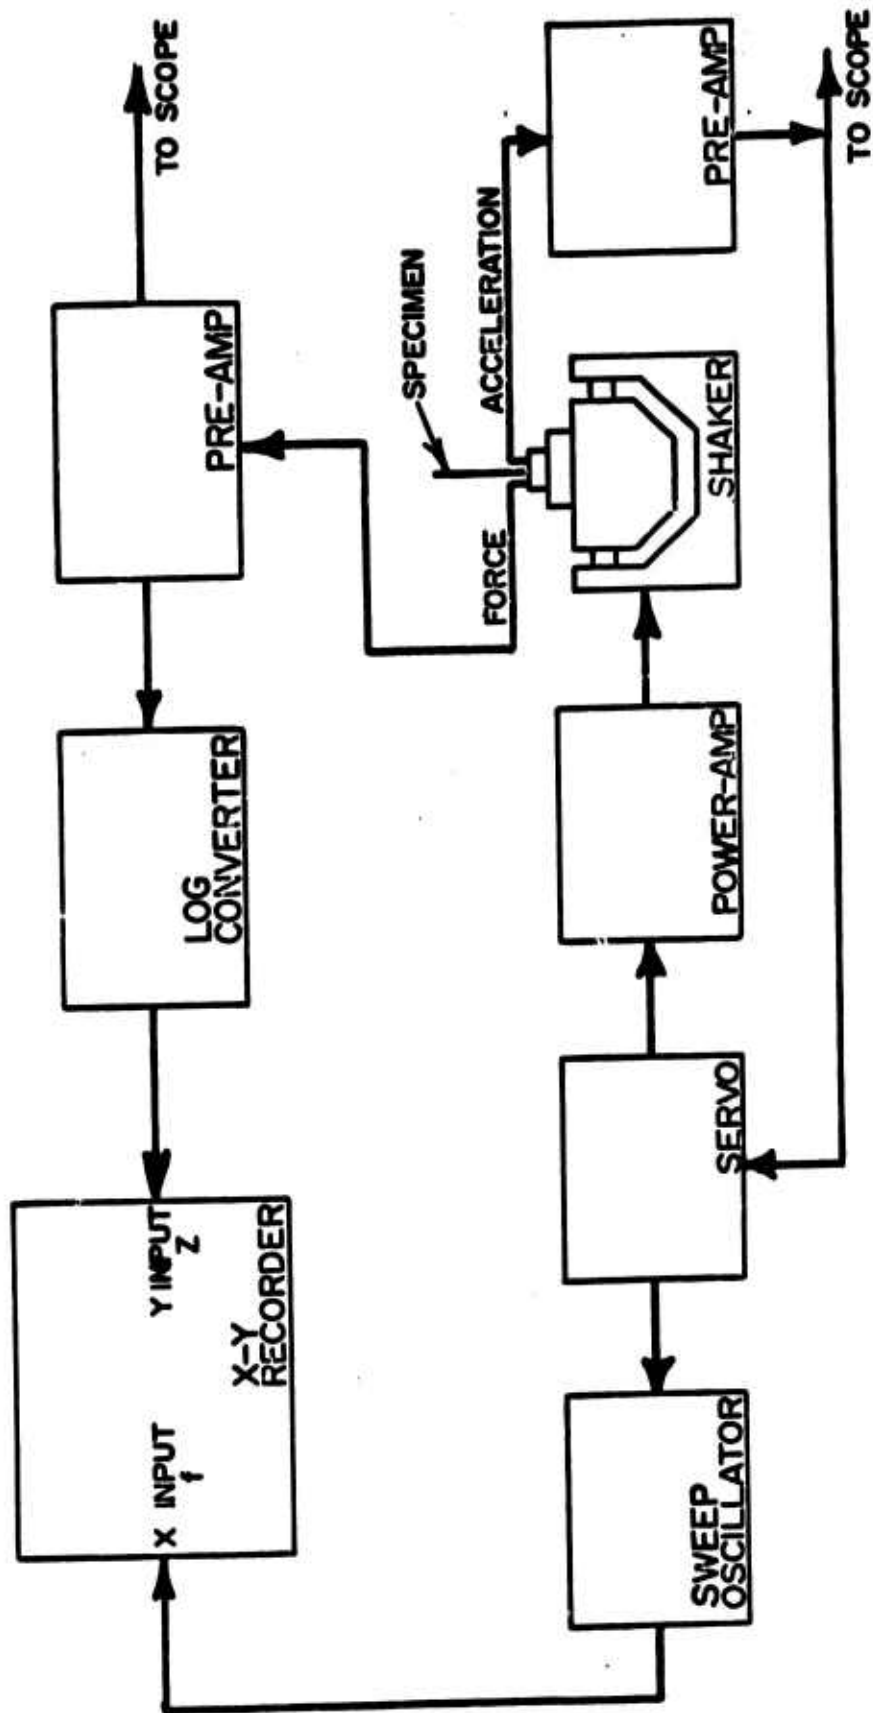 X INPUT
f
Y INPUT
Z
X-Y
RECORDER
LOG
CONVERTER
PRE-AMP
TO SCOPE
SPECIMEN
FORCE
ACCELERATION
SWEEP
OSCILLATOR
SERVO
POWER-AMP
SHAKER
PRE-AMP
TO SCOPE